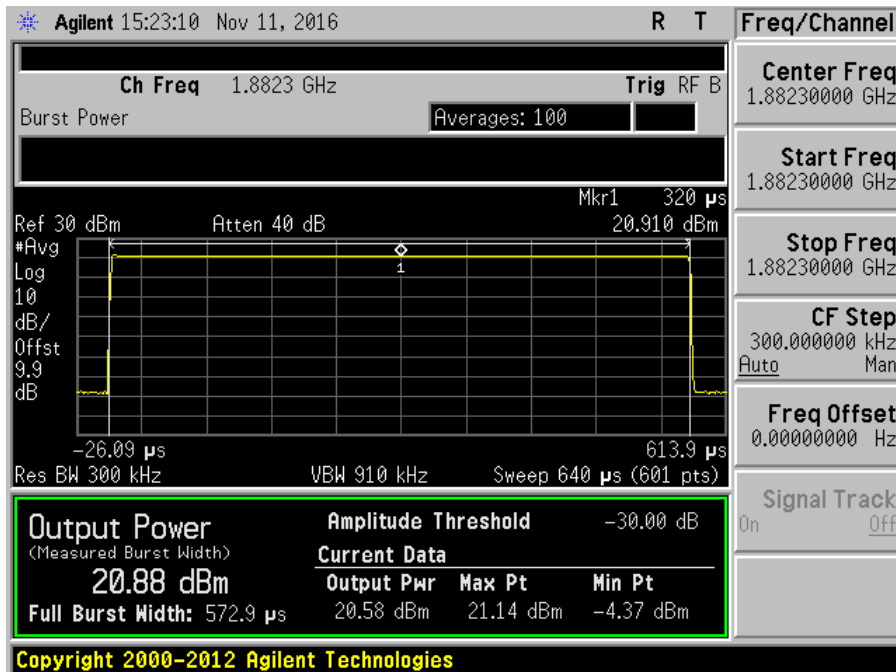 Agilent 15:23:10 Nov 11, 2016 R T
Freq/Channel
Ch Freq 1.8823 GHz Trig RF B
Burst Power Averages: 100
Mkr1 320 µs
Ref 30 dBm Atten 40 dB 20.910 dBm
#Avg
Log
10
dB/
Offst
9.9
dB
1
-26.09 µs 613.9 µs
Res BW 300 kHz VBW 910 kHz Sweep 640 µs (601 pts)
Output Power
(Measured Burst Width)
20.88 dBm
Full Burst Width: 572.9 µs
Amplitude Threshold -30.00 dB
Current Data
Output Pwr Max Pt Min Pt
20.58 dBm 21.14 dBm -4.37 dBm
Center Freq
1.88230000 GHz
Start Freq
1.88230000 GHz
Stop Freq
1.88230000 GHz
CF Step
300.000000 kHz
Auto Man
Freq Offset
0.00000000 Hz
Signal Track
On Off
Copyright 2000-2012 Agilent Technologies